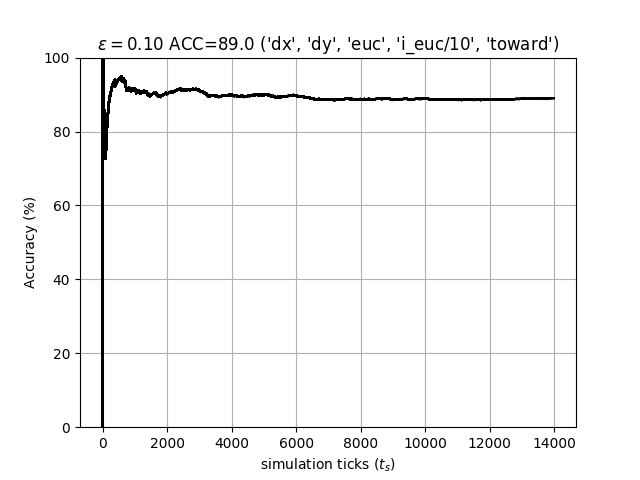 ε = 0.10 ACC=89.0 ('dx', 'dy', 'euc', 'i_euc/10', 'toward')
100
80
60
40
20
0
Accuracy (%)
0 2000 4000 6000 8000 10000 12000 14000
simulation ticks (tₛ)